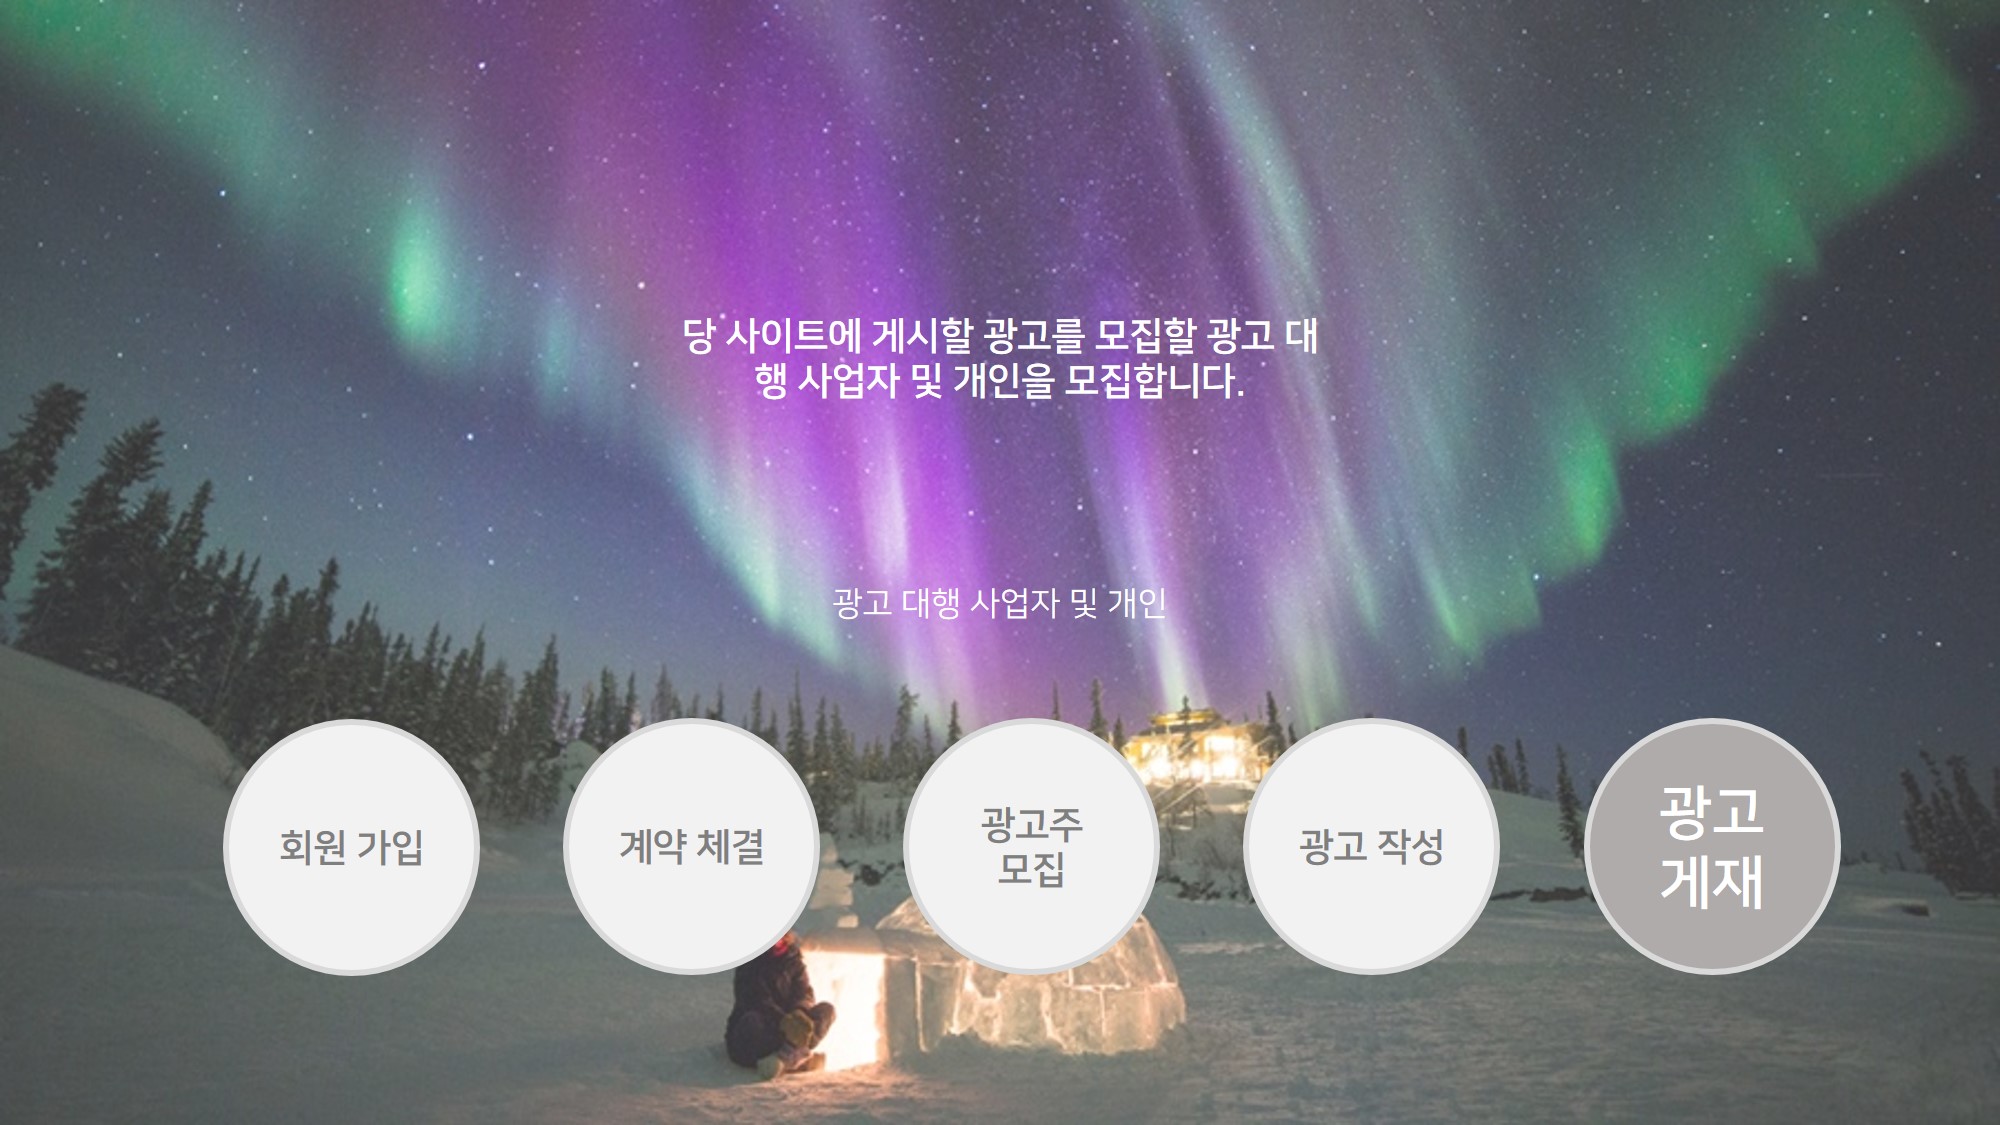 당 사이트에 게시할 광고를 모집할 광고 대
행 사업자 및 개인을 모집합니다.
광고 대행 사업자 및 개인
회원 가입
계약 체결
광고주
모집
광고 작성
광고
게재